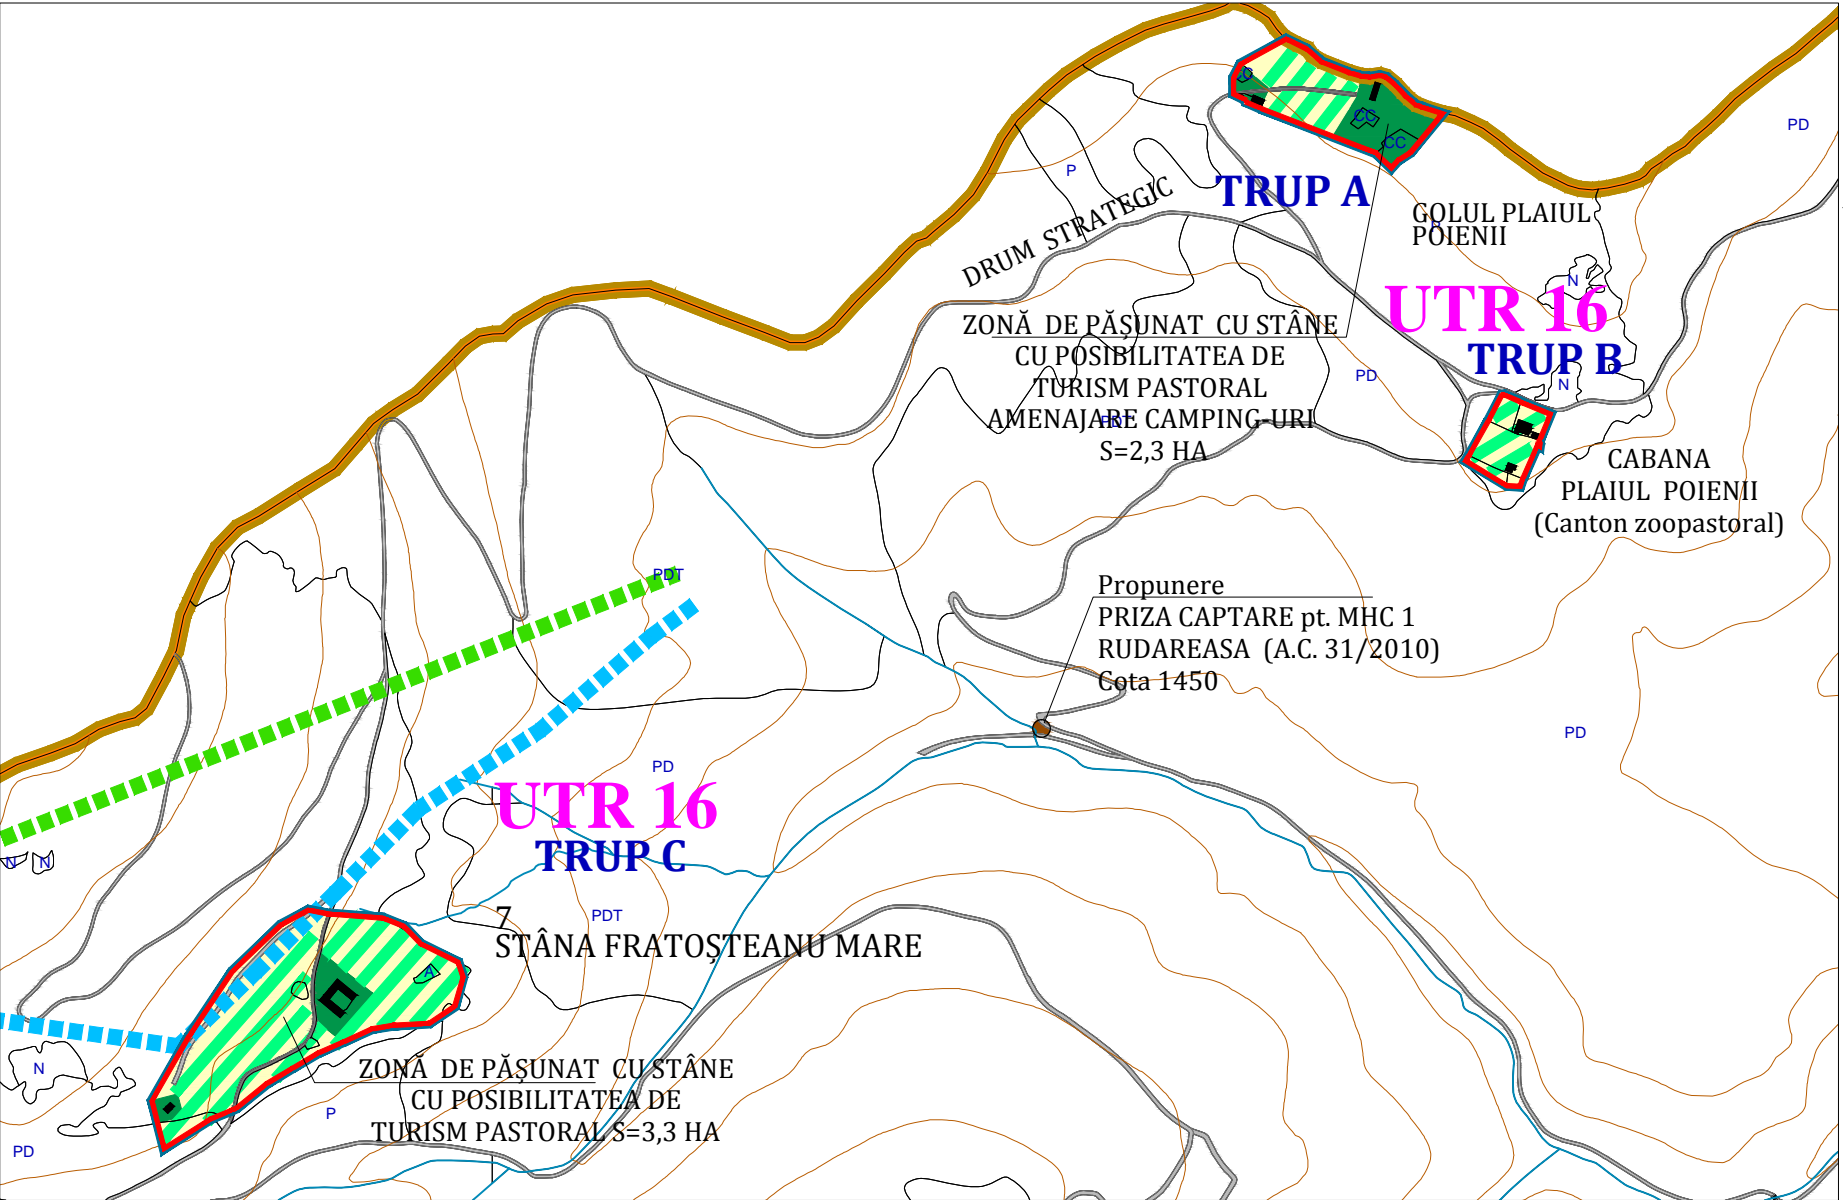 PD
C
CC
CC
P
TRUP A
DRUM STRATEGIC
GOLUL PLAIUL
POIENII
N
UTR 16
TRUP B
ZONĂ DE PĂȘUNAT CU STÂNE
CU POSIBILITATEA DE
TURISM PASTORAL
AMENAJARE CAMPING-URI
S=2,3 HA
PD
N
PDT
CABANA
PLAIUL POIENII
(Canton zoopastoral)
PDT
Propunere
PRIZA CAPTARE pt. MHC 1
RUDAREASA (A.C. 31/2010)
Cota 1450
PD
PD
UTR 16
TRUP C
N
N
7
PDT
STÂNA FRATOȘTEANU MARE
A
N
ZONĂ DE PĂȘUNAT CU STÂNE
CU POSIBILITATEA DE
TURISM PASTORAL S=3,3 HA
P
PD